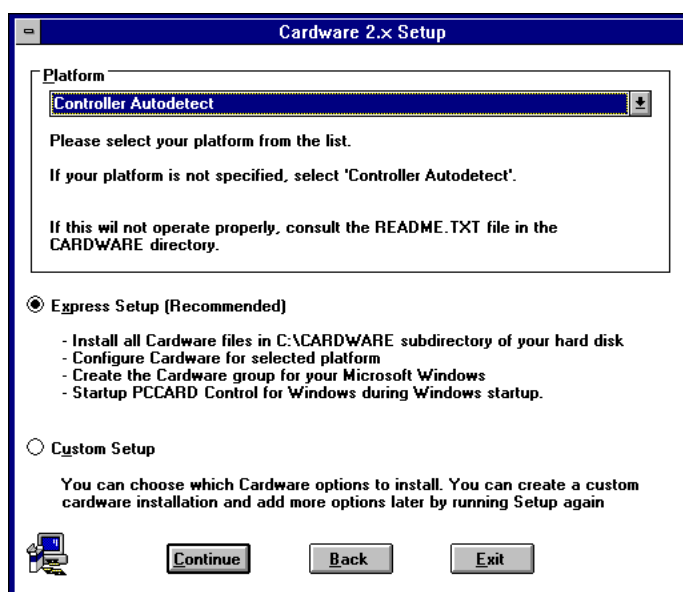 Cardware 2.x Setup
Platform
Controller Autodetect
Please select your platform from the list.
If your platform is not specified, select 'Controller Autodetect'.
If this wil not operate properly, consult the README.TXT file in the
CARDWARE directory.
Express Setup (Recommended)
- Install all Cardware files in C:\CARDWARE subdirectory of your hard disk
- Configure Cardware for selected platform
- Create the Cardware group for your Microsoft Windows
- Startup PCCARD Control for Windows during Windows startup.
Custom Setup
You can choose which Cardware options to install. You can create a custom
cardware installation and add more options later by running Setup again
Continue
Back
Exit